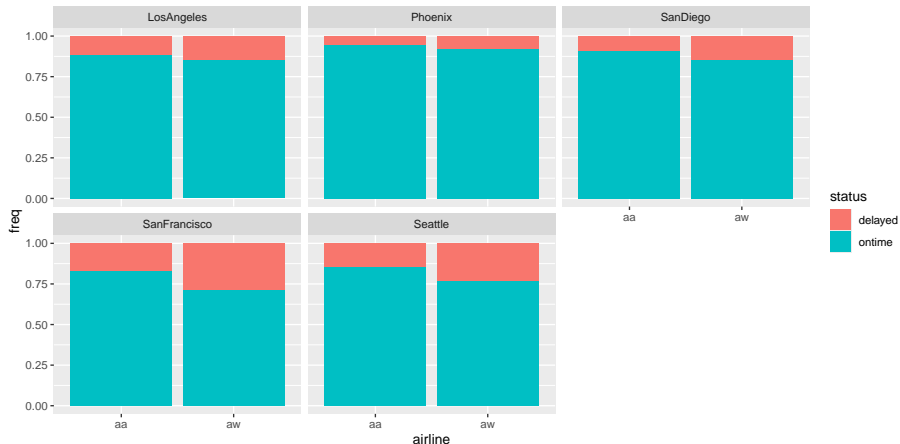 LosAngeles Phoenix SanDiego
1.00
0.75
0.50
0.25
0.00
aa aw
SanFrancisco Seattle
1.00
0.75
0.50
0.25
0.00
aa aw aa aw
freq
airline
status
delayed
ontime